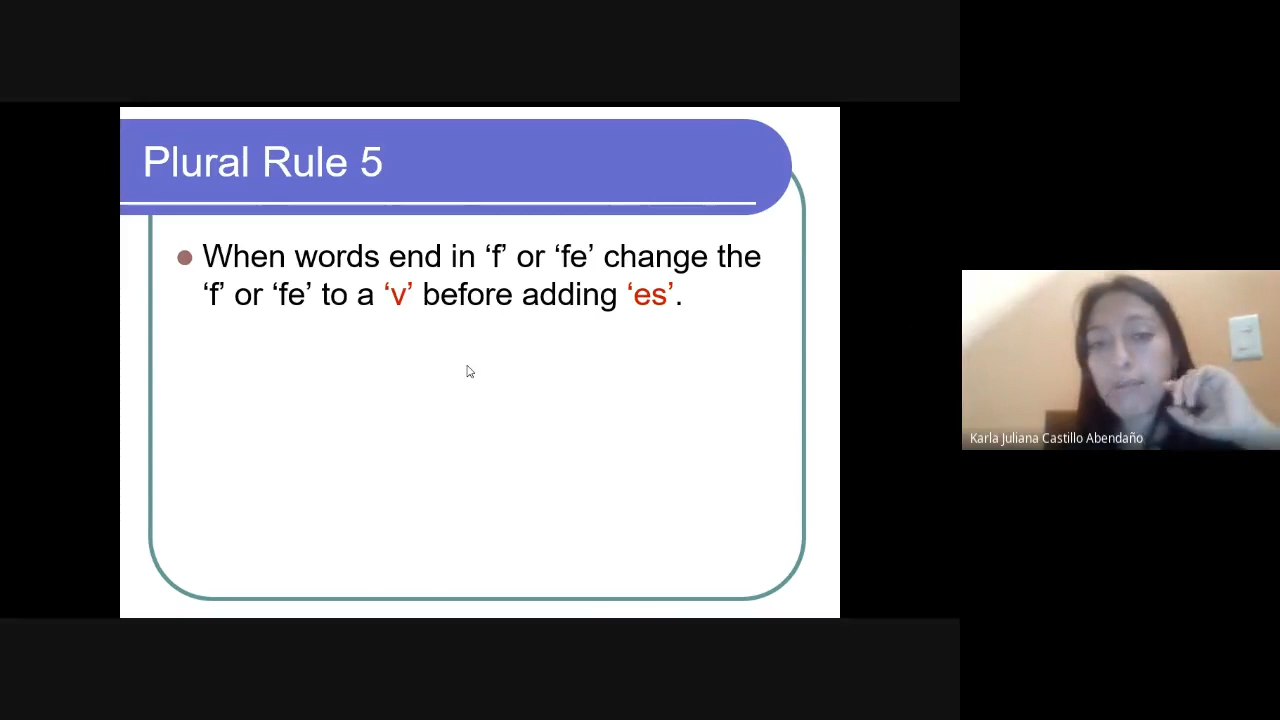 Plural Rule 5
When words end in ‘f’ or ‘fe’ change the
‘f’ or ‘fe’ to a ‘v’ before adding ‘es’.
Karla Juliana Castillo Abendaño